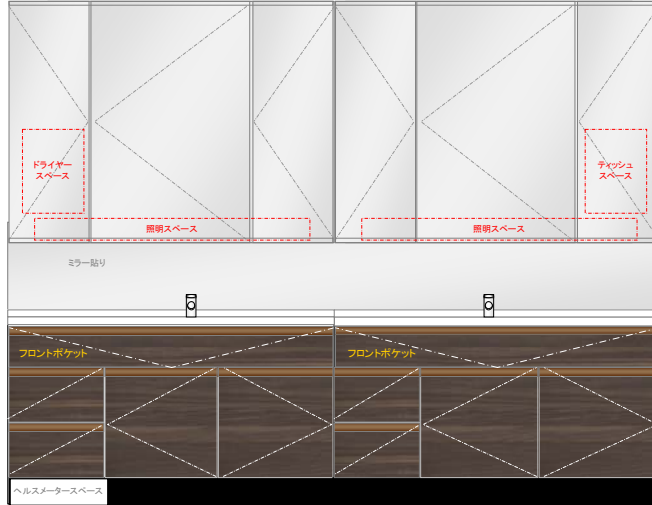 ドライヤー
スペース
ティッシュ
スペース
照明スペース
照明スペース
ミラー貼り
フロントポケット
フロントポケット
ヘルスメータースペース